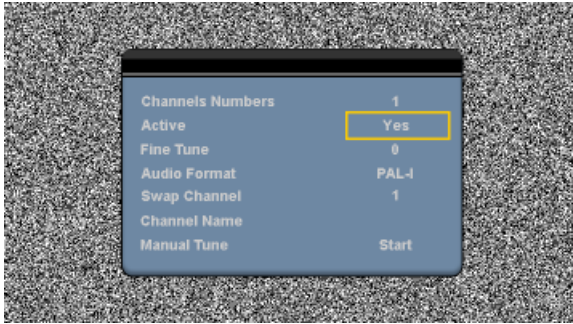 Channels Numbers 1
Active Yes
Fine Tune 0
Audio Format PAL-I
Swap Channel 1
Channel Name
Manual Tune Start